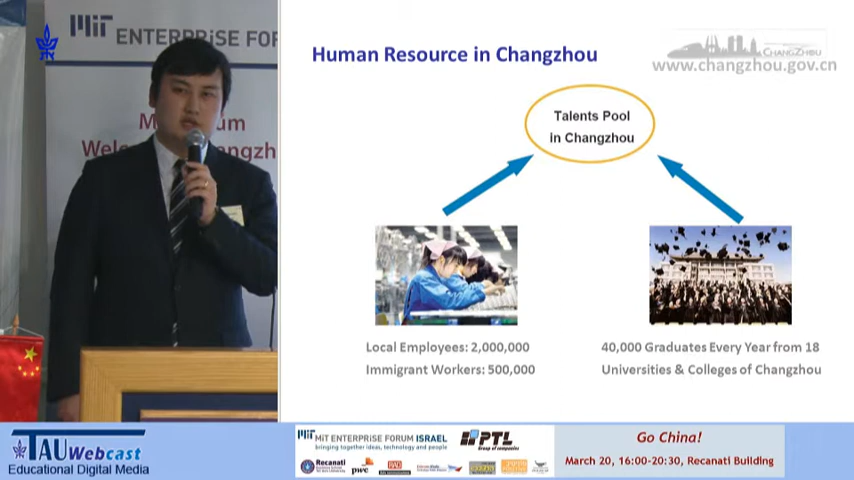 MiT ENTERPRiSE FORUM
Human Resource in Changzhou
CHANGZHOU
www.changzhou.gov.cn
Talents Pool
in Changzhou
Local Employees: 2,000,000
Immigrant Workers: 500,000
40,000 Graduates Every Year from 18
Universities & Colleges of Changzhou
TAU Webcast
Educational Digital Media
MiT ENTERPRiSE FORUM ISRAEL
bringing together ideas, technology and people
PTL
Group of companies
Recanati
pwc
Go China!
March 20, 16:00-20:30, Recanati Building